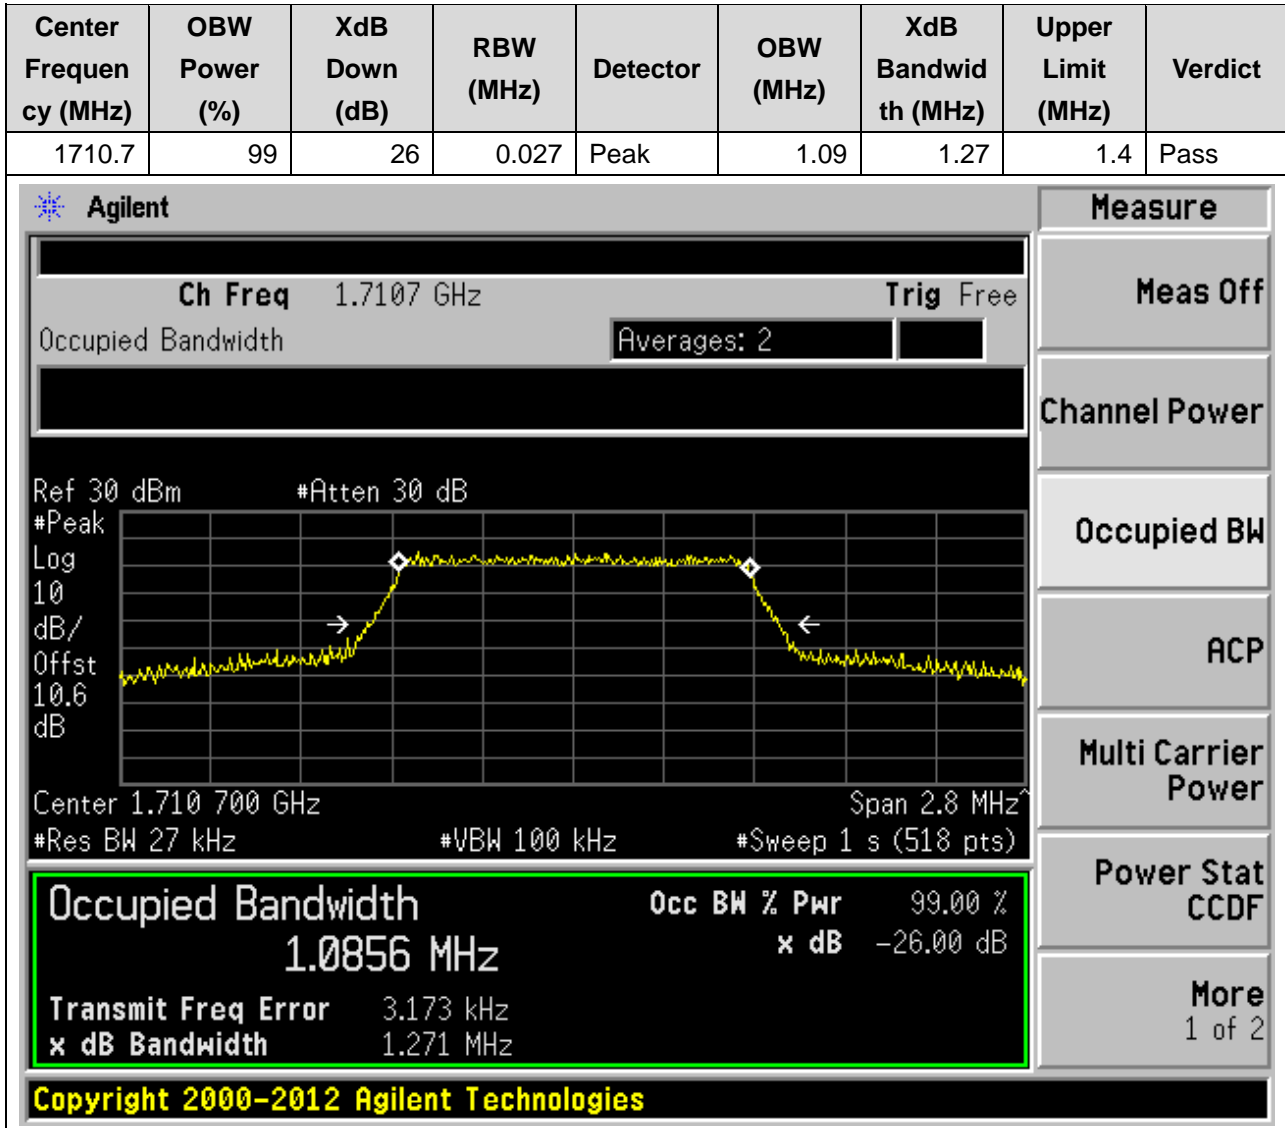 Center Frequen cy (MHz) OBW Power (%) XdB Down (dB) RBW (MHz) Detector OBW (MHz) XdB Bandwid th (MHz) Upper Limit (MHz) Verdict
1710.7 99 26 0.027 Peak 1.09 1.27 1.4 Pass
Agilent
Measure
Ch Freq 1.7107 GHz Trig Free
Meas Off
Occupied Bandwidth Averages: 2
Channel Power
Ref 30 dBm #Atten 30 dB
#Peak
Log
10
dB/
Offst
10.6
dB
Occupied BW
ACP
Multi Carrier
Power
Center 1.710 700 GHz Span 2.8 MHz^
#Res BW 27 kHz #VBW 100 kHz #Sweep 1 s (518 pts)
Power Stat
CCDF
Occupied Bandwidth Occ BW % Pwr 99.00 %
1.0856 MHz x dB -26.00 dB
Transmit Freq Error 3.173 kHz
x dB Bandwidth 1.271 MHz
More
1 of 2
Copyright 2000-2012 Agilent Technologies